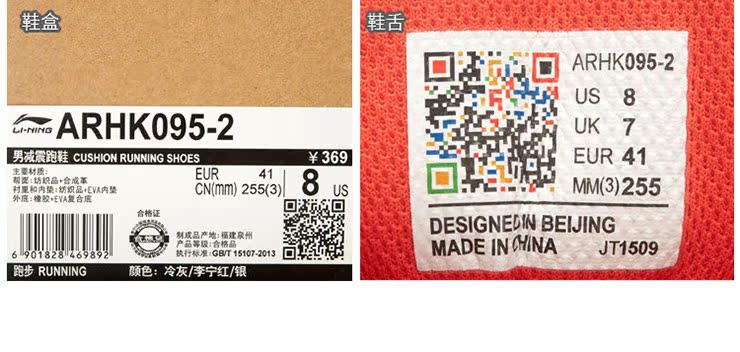 鞋盒
LI-NING ARHK095-2
男减震跑鞋 CUSHION RUNNING SHOES ￥369
主要材质:
帮面: 纺织品+合成革
衬里和内垫: 纺织品+EVA内垫
外底: 橡胶+EVA复合底
EUR 41
CN(mm) 255(3)
8 US
6 901828 469892
合格证
制成品产地: 福建泉州
产品等级: 合格品
执行标准: GB/T 15107-2013
跑步 RUNNING 颜色: 冷灰/李宁红/银
鞋舌
ARHK095-2
US 8
UK 7
EUR 41
MM(3) 255
DESIGNED IN BEIJING
MADE IN CHINA JT1509